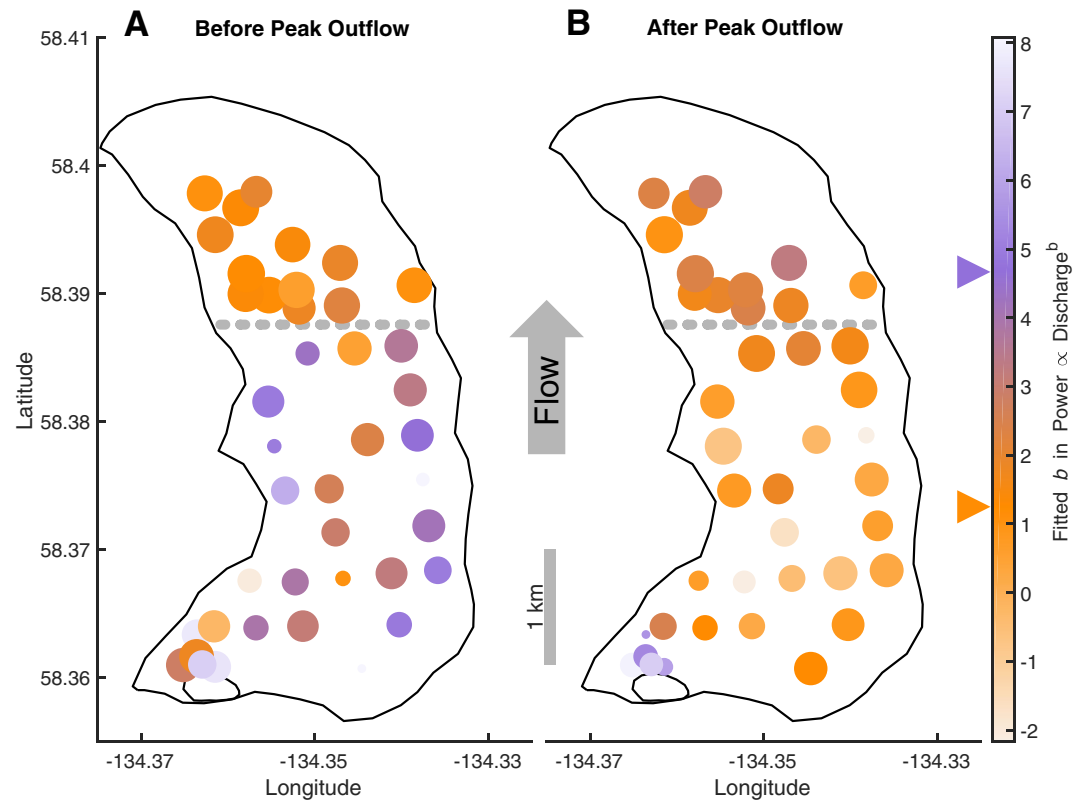 A
Before Peak Outflow
B
After Peak Outflow
58.41
58.4
58.39
58.38
58.37
58.36
Latitude
-134.37
-134.35
-134.33
Longitude
Flow
1 km
-134.37
-134.35
-134.33
Longitude
8
7
6
5
4
3
2
1
0
-1
-2
Fitted b in Power ∝ Discharge^b